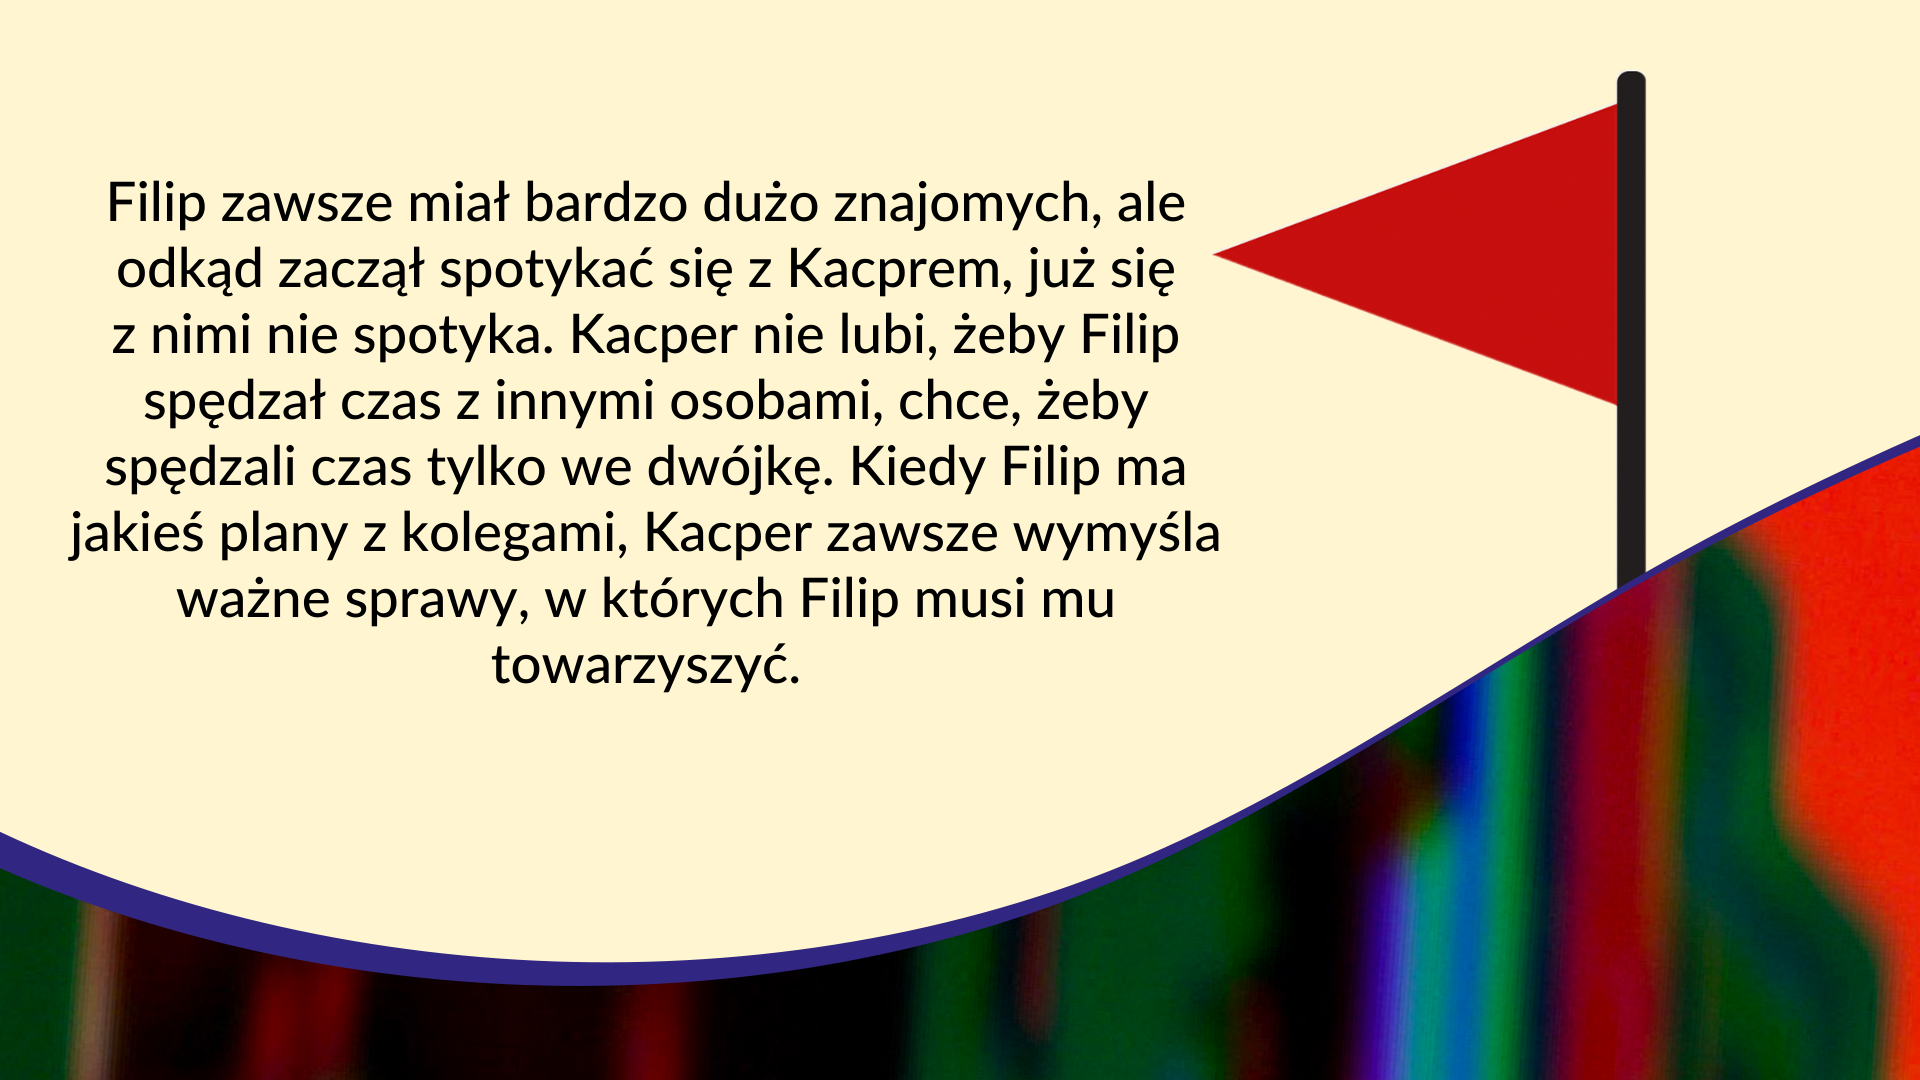 Filip zawsze miał bardzo dużo znajomych, ale
odkąd zaczął spotykać się z Kacprem, już się
z nimi nie spotyka. Kacper nie lubi, żeby Filip
spędzał czas z innymi osobami, chce, żeby
spędzali czas tylko we dwójkę. Kiedy Filip ma
jakieś plany z kolegami, Kacper zawsze wymyśla
ważne sprawy, w których Filip musi mu
towarzyszyć.